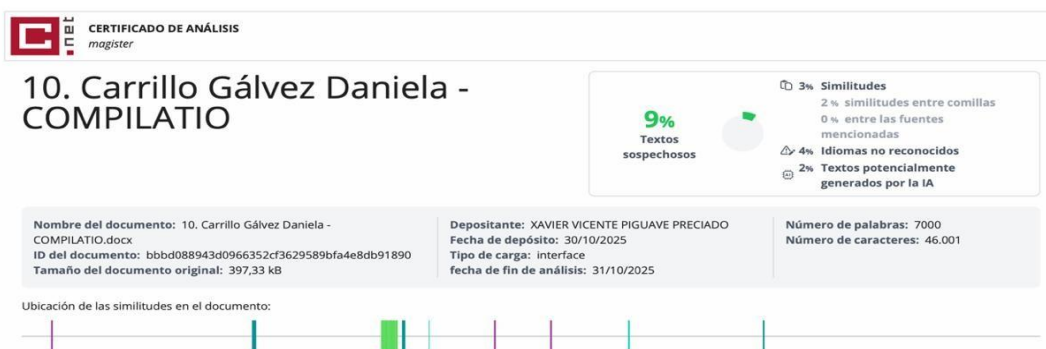 C.net
CERTIFICADO DE ANÁLISIS
magister
10. Carrillo Gálvez Daniela -
COMPILATIO
9%
Textos
sospechosos
3% Similitudes
2 % similitudes entre comillas
0 % entre las fuentes
mencionadas
4% Idiomas no reconocidos
2% Textos potencialmente
generados por la IA
Nombre del documento: 10. Carrillo Gálvez Daniela -
COMPILATIO.docx
ID del documento: bbbd088943d0966352cf3629589bfa4e8db91890
Tamaño del documento original: 397,33 kB
Depositante: XAVIER VICENTE PIGUAVE PRECIADO
Fecha de depósito: 30/10/2025
Tipo de carga: interface
fecha de fin de análisis: 31/10/2025
Número de palabras: 7000
Número de caracteres: 46.001
Ubicación de las similitudes en el documento: